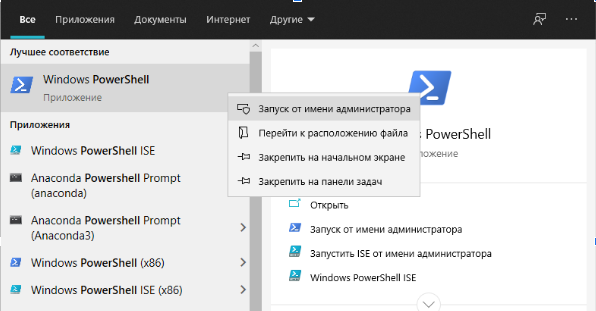 Все Приложения Документы Интернет Другие
Лучшее соответствие
Windows PowerShell
Приложение
Приложения
Windows PowerShell ISE
Anaconda Powershell Prompt
(anaconda)
Anaconda Powershell Prompt
(Anaconda3)
Windows PowerShell (x86)
Windows PowerShell ISE (x86)
Запуск от имени администратора
Перейти к расположению файла
Закрепить на начальном экране
Закрепить на панели задач
PowerShell
Открыть
Запуск от имени администратора
Запустить ISE от имени администратора
Windows PowerShell ISE